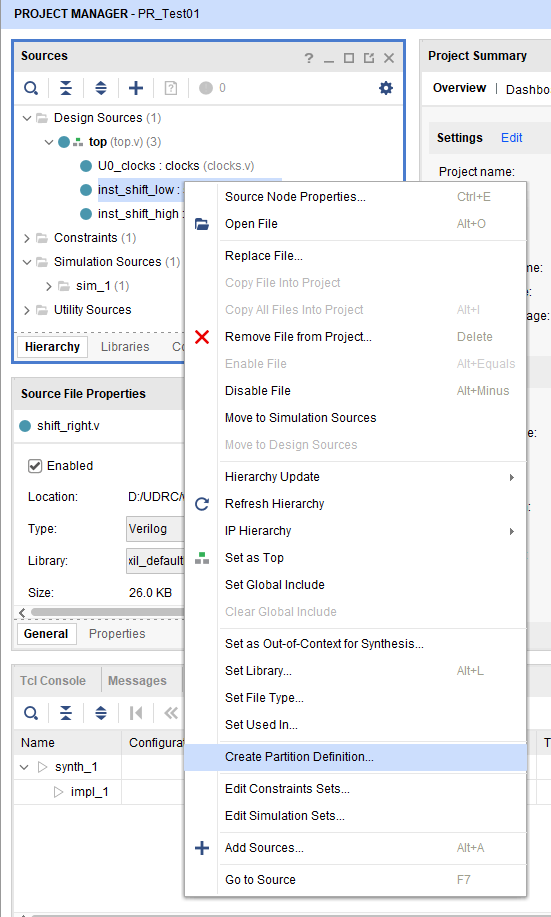 PROJECT MANAGER - PR_Test01
Sources
? _
0
Design Sources (1)
top (top.v) (3)
U0_clocks : clocks (clocks.v)
inst_shift_low :
inst_shift_high :
Constraints (1)
Simulation Sources (1)
sim_1 (1)
Utility Sources
Hierarchy Libraries Co
Source File Properties
shift_right.v
Enabled
Location: D:/UDRC/
Type: Verilog
Library: xil_default
Size: 26.0 KB
General Properties
Tcl Console Messages
Name Configurat
synth_1
impl_1
Project Summary
Overview | Dashbo
Settings Edit
Project name:
me:
e:
age:
e:
:
T
Source Node Properties... Ctrl+E
Open File Alt+O
Replace File...
Copy File Into Project
Copy All Files Into Project Alt+I
Remove File from Project... Delete
Enable File Alt+Equals
Disable File Alt+Minus
Move to Simulation Sources
Move to Design Sources
Hierarchy Update
Refresh Hierarchy
IP Hierarchy
Set as Top
Set Global Include
Clear Global Include
Set as Out-of-Context for Synthesis...
Set Library... Alt+L
Set File Type...
Set Used In...
Create Partition Definition...
Edit Constraints Sets...
Edit Simulation Sets...
Add Sources... Alt+A
Go to Source F7